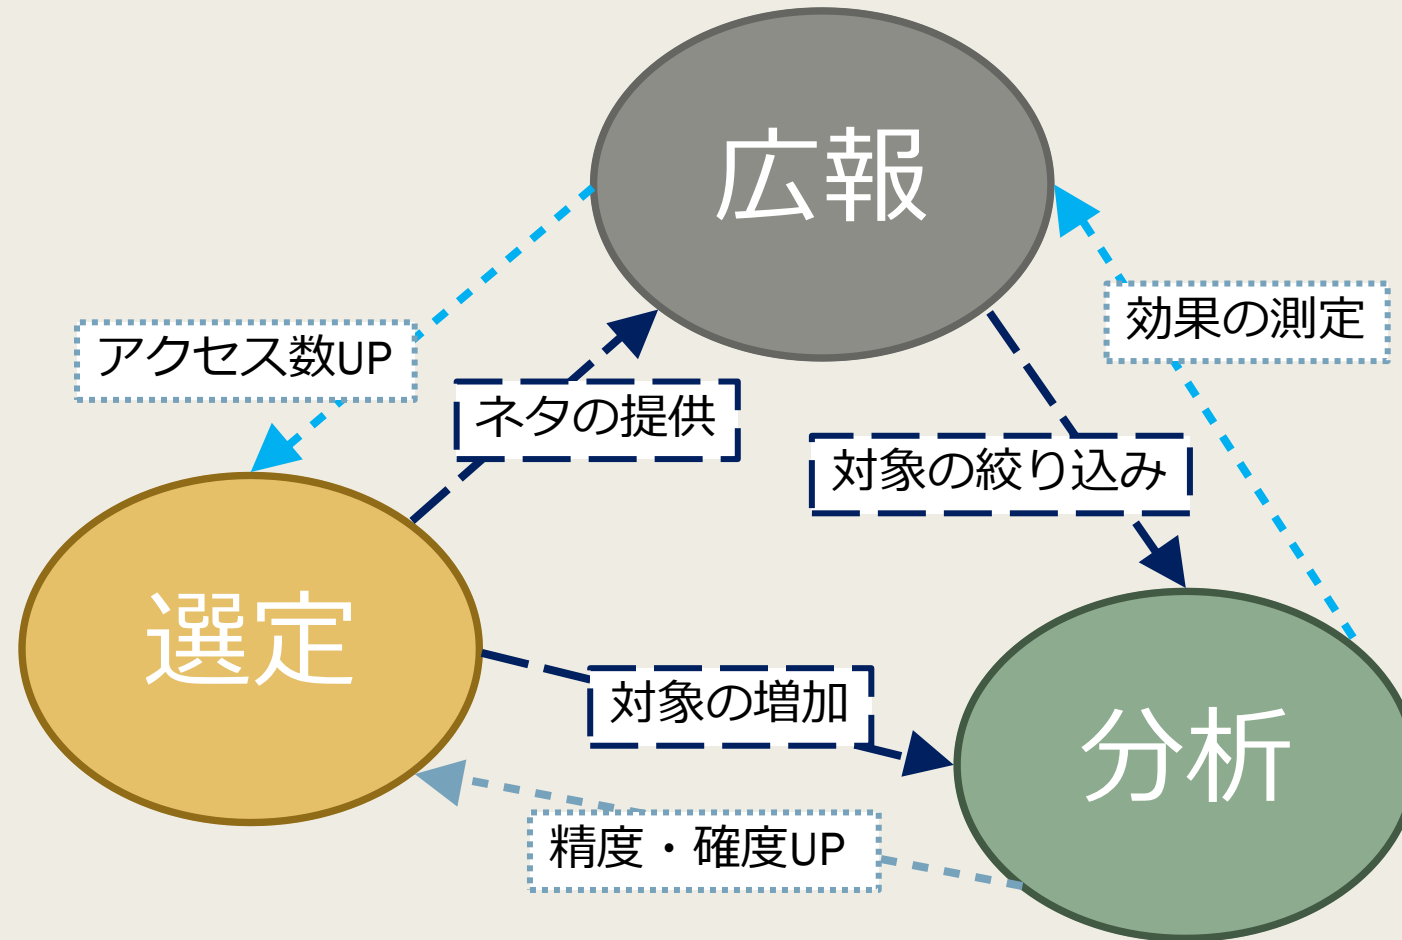 広報
効果の測定
アクセス数UP
ネタの提供
対象の絞り込み
選定
対象の増加
分析
精度・確度UP